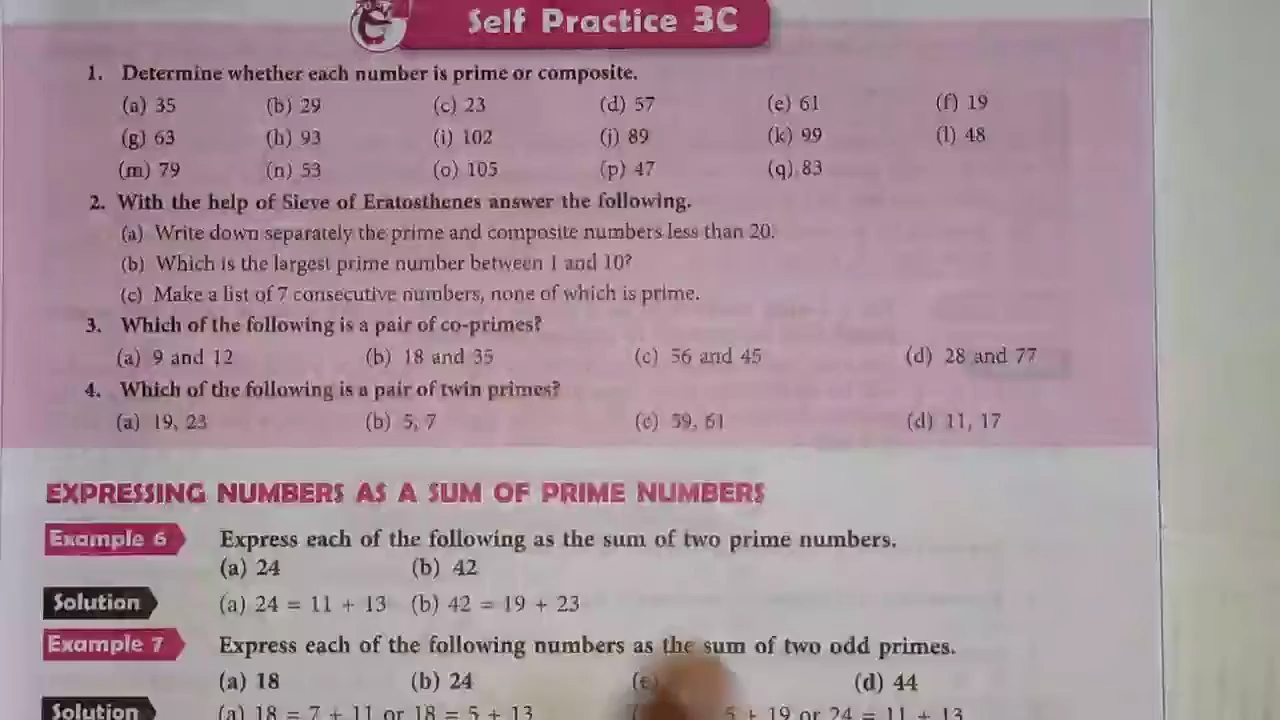 Self Practice 3C
1. Determine whether each number is prime or composite.
(a) 35 (b) 29 (c) 23 (d) 57 (e) 61 (f) 19
(g) 63 (h) 93 (i) 102 (j) 89 (k) 99 (l) 48
(m) 79 (n) 53 (o) 105 (p) 47 (q) 83
2. With the help of Sieve of Eratosthenes answer the following.
(a) Write down separately the prime and composite numbers less than 20.
(b) Which is the largest prime number between 1 and 10?
(c) Make a list of 7 consecutive numbers, none of which is prime.
3. Which of the following is a pair of co-primes?
(a) 9 and 12 (b) 18 and 35 (c) 56 and 45 (d) 28 and 77
4. Which of the following is a pair of twin primes?
(a) 19, 23 (b) 5, 7 (c) 59, 61 (d) 11, 17
EXPRESSING NUMBERS AS A SUM OF PRIME NUMBERS
Example 6 Express each of the following as the sum of two prime numbers.
(a) 24 (b) 42
Solution (a) 24 = 11 + 13 (b) 42 = 19 + 23
Example 7 Express each of the following numbers as the sum of two odd primes.
(a) 18 (b) 24 (d) 44
Solution (a) 18 = 7 + 11 or 18 = 5 + 13 5 + 19 or 24 = 11 + 13